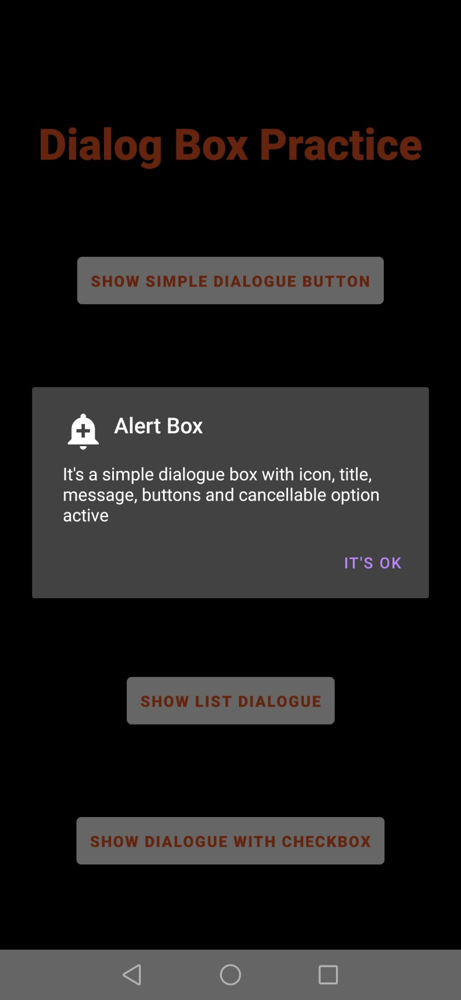 Dialog Box Practice
SHOW SIMPLE DIALOGUE BUTTON
Alert Box
It's a simple dialogue box with icon, title,
message, buttons and cancellable option
active
IT'S OK
SHOW LIST DIALOGUE
SHOW DIALOGUE WITH CHECKBOX